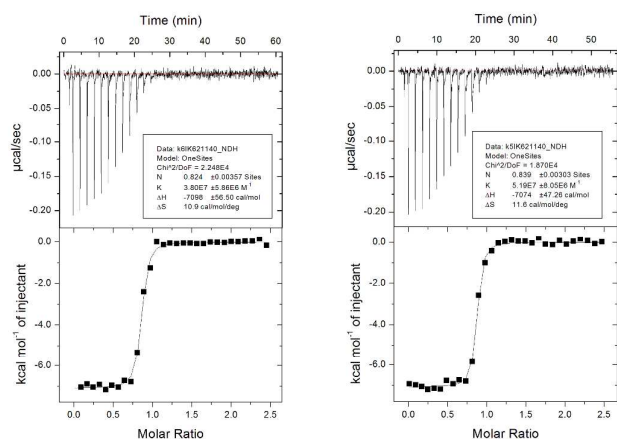 Time (min)
0 10 20 30 40 50 60
0.00
-0.05
-0.10
-0.15
-0.20
µcal/sec
Data: k6IK621140_NDH
Model: OneSites
Chi^2/DoF = 2.248E4
N 0.824 ±0.00357 Sites
K 3.80E7 ±5.86E6 M⁻¹
ΔH -7098 ±56.50 cal/mol
ΔS 10.9 cal/mol/deg
0.0
-2.0
-4.0
-6.0
kcal mol⁻¹ of injectant
0.0 0.5 1.0 1.5 2.0 2.5
Molar Ratio
Time (min)
0 10 20 30 40 50
0.00
-0.05
-0.10
-0.15
-0.20
µcal/sec
Data: k5IK621140_NDH
Model: OneSites
Chi^2/DoF = 1.870E4
N 0.839 ±0.00303 Sites
K 5.19E7 ±8.05E6 M⁻¹
ΔH -7074 ±47.26 cal/mol
ΔS 11.6 cal/mol/deg
0.0
-2.0
-4.0
-6.0
kcal mol⁻¹ of injectant
0.0 0.5 1.0 1.5 2.0 2.5
Molar Ratio